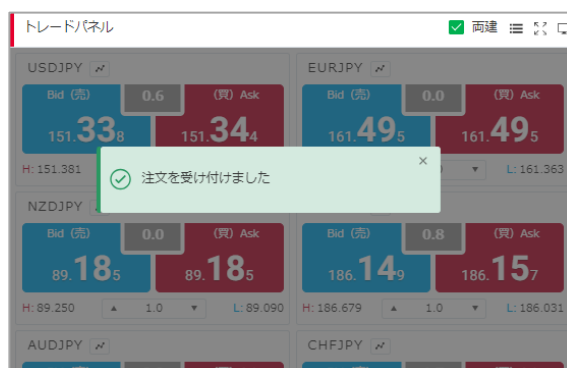 トレードパネル
両建
USDJPY
EURJPY
Bid (売) 0.6 (買) Ask
Bid (売) 0.0 (買) Ask
151.338 151.344
161.495 161.495
H: 151.381
L: 161.363
注文を受け付けました
NZDJPY
Bid (売) 0.0 (買) Ask
Bid (売) 0.8 (買) Ask
89.185 89.185
186.149 186.157
H: 89.250 1.0 L: 89.090
H: 186.679 1.0 L: 186.031
AUDJPY
CHFJPY